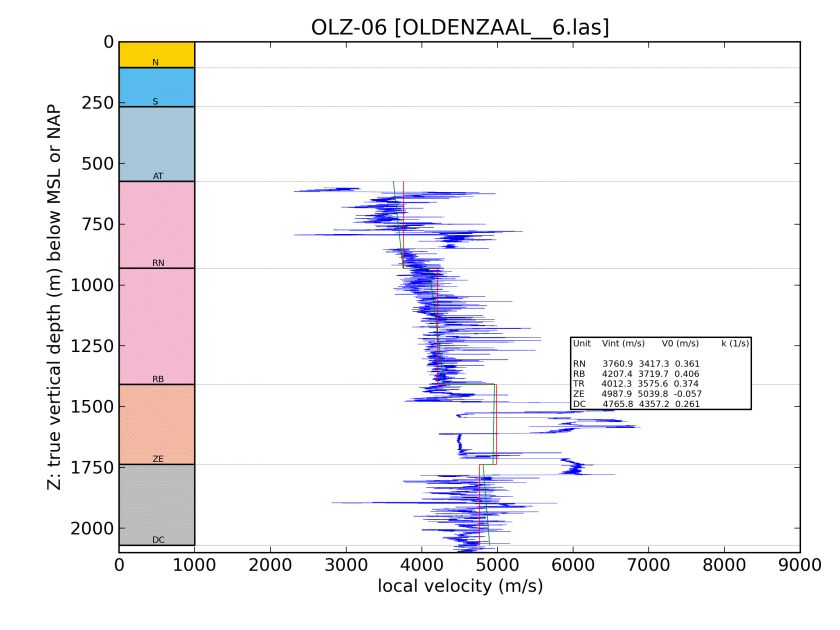 OLZ-06 [OLDENZAAL__6.las]
Z: true vertical depth (m) below MSL or NAP
0
250
500
750
1000
1250
1500
1750
2000
N
S
AT
RN
RB
ZE
DC
Unit Vint (m/s) V0 (m/s) k (1/s)
RN 3760.9 3417.3 0.361
RB 4207.4 3719.7 0.406
TR 4012.3 3575.6 0.374
ZE 4987.9 5039.8 -0.057
DC 4765.8 4357.2 0.261
0 1000 2000 3000 4000 5000 6000 7000 8000 9000
local velocity (m/s)